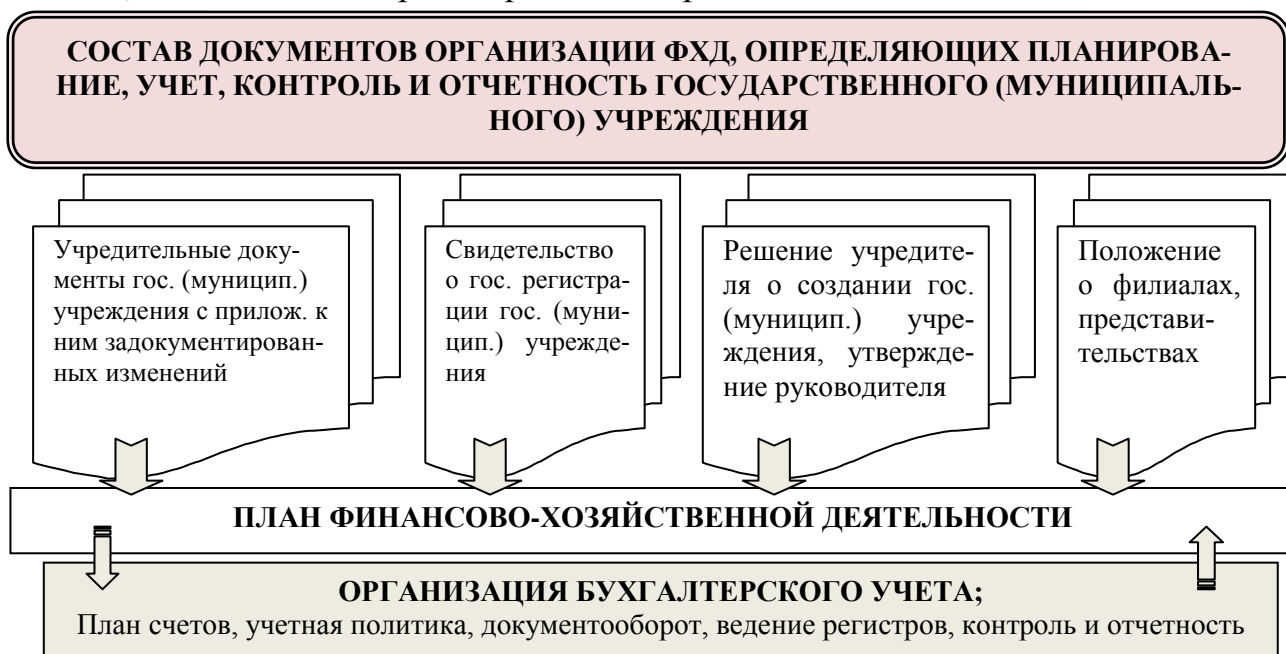 СОСТАВ ДОКУМЕНТОВ ОРГАНИЗАЦИИ ФХД, ОПРЕДЕЛЯЮЩИХ ПЛАНИРОВА-
НИЕ, УЧЕТ, КОНТРОЛЬ И ОТЧЕТНОСТЬ ГОСУДАРСТВЕННОГО (МУНИЦИПАЛЬ-
НОГО) УЧРЕЖДЕНИЯ
Учредительные доку-
менты гос. (муницип.)
учреждения с прилож. к
ним задокументирован-
ных изменений
Свидетельство
о гос. регистра-
ции гос. (муни-
цип.) учрежде-
ния
Решение учредите-
ля о создании гос.
(муницип.) учре-
ждения, утвержде-
ние руководителя
Положение
о филиалах,
представи-
тельствах
ПЛАН ФИНАНСОВО-ХОЗЯЙСТВЕННОЙ ДЕЯТЕЛЬНОСТИ
ОРГАНИЗАЦИЯ БУХГАЛТЕРСКОГО УЧЕТА;
План счетов, учетная политика, документооборот, ведение регистров, контроль и отчетность